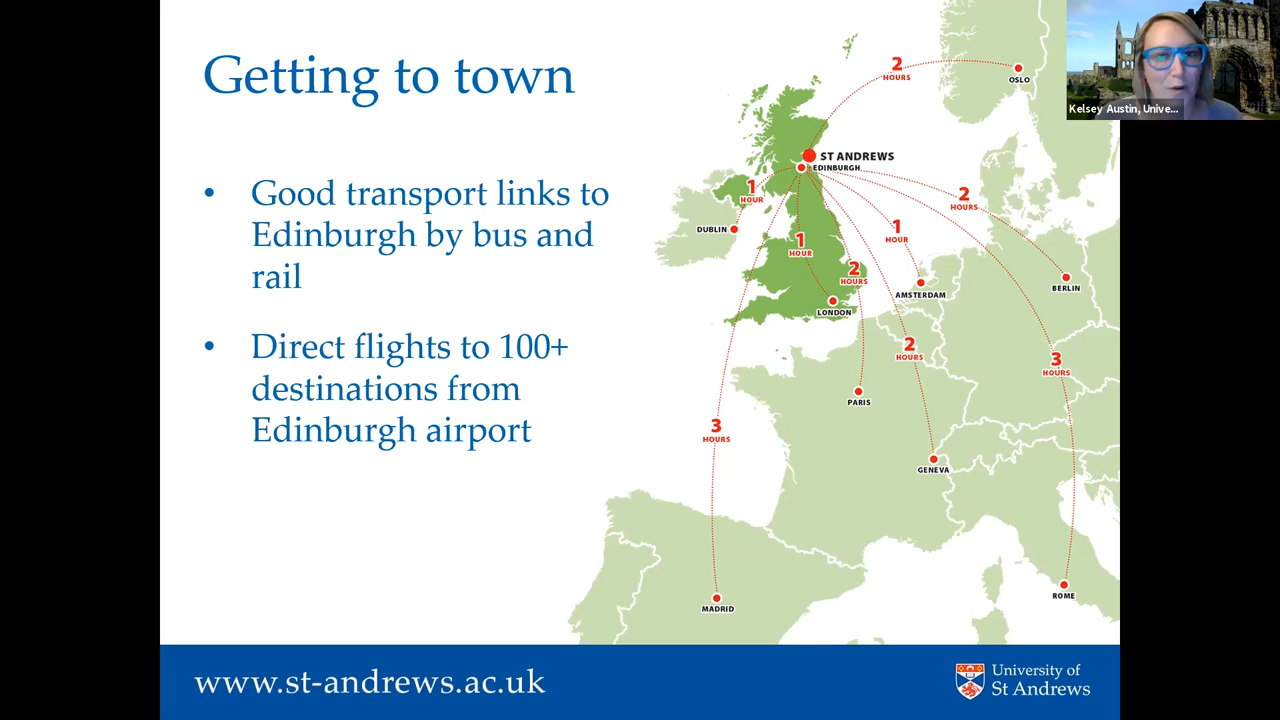 Getting to town
• Good transport links to
Edinburgh by bus and
rail
• Direct flights to 100+
destinations from
Edinburgh airport
2
HOURS
OSLO
ST ANDREWS
EDINBURGH
1
HOUR
2
HOURS
DUBLIN
1
HOUR
1
HOUR
2
HOURS
BERLIN
AMSTERDAM
LONDON
2
HOURS
3
HOURS
PARIS
3
HOURS
GENEVA
MADRID
ROME
www.st-andrews.ac.uk
University of
St Andrews
Kelsey Austin, Unive...